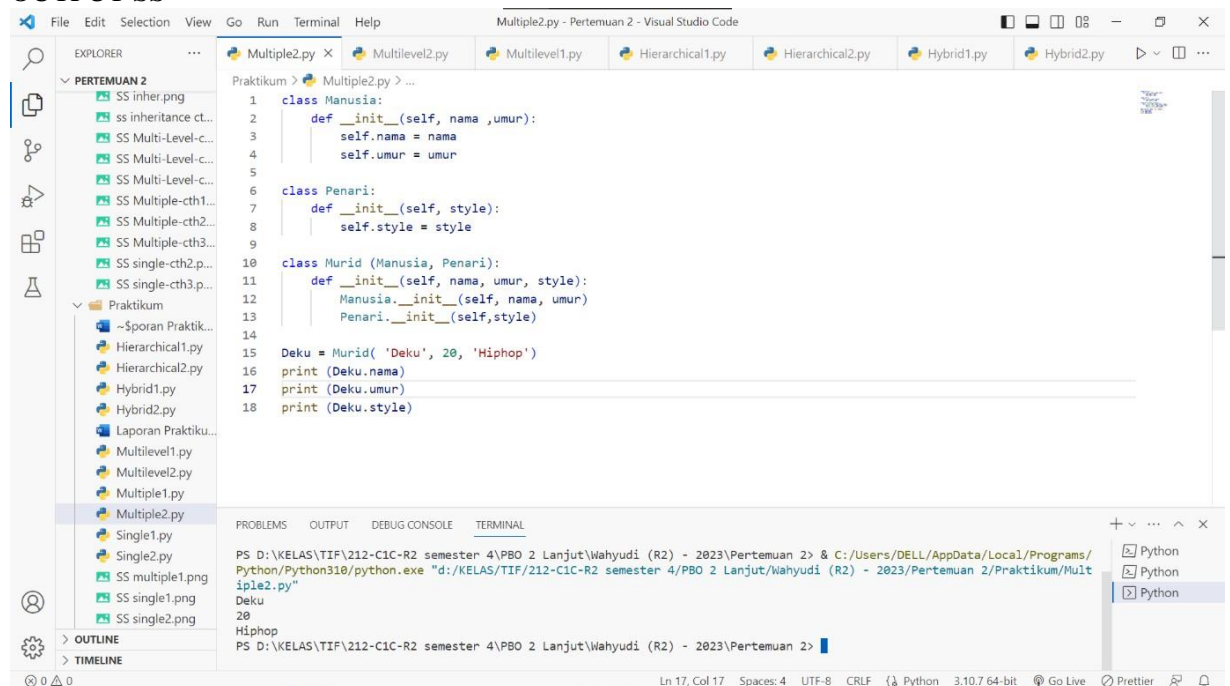 File Edit Selection View Go Run Terminal Help
Multiple2.py - Pertemuan 2 - Visual Studio Code
EXPLORER
PERTEMUAN 2
SS inher.png
ss inheritance ct...
SS Multi-Level-c...
SS Multi-Level-c...
SS Multi-Level-c...
SS Multiple-cth1...
SS Multiple-cth2...
SS Multiple-cth3...
SS single-cth2.p...
SS single-cth3.p...
Praktikum
~$poran Praktik...
Hierarchical1.py
Hierarchical2.py
Hybrid1.py
Hybrid2.py
Laporan Praktiku...
Multilevel1.py
Multilevel2.py
Multiple1.py
Multiple2.py
Single1.py
Single2.py
SS multiple1.png
SS single1.png
SS single2.png
OUTLINE
TIMELINE
Multiple2.py Multilevel2.py Multilevel1.py Hierarchical1.py Hierarchical2.py Hybrid1.py Hybrid2.py
Praktikum > Multiple2.py > ...
1 class Manusia:
2     def __init__(self, nama ,umur):
3         self.nama = nama
4         self.umur = umur
5
6 class Penari:
7     def __init__(self, style):
8         self.style = style
9
10 class Murid (Manusia, Penari):
11     def __init__(self, nama, umur, style):
12         Manusia.__init__(self, nama, umur)
13         Penari.__init__(self,style)
14
15 Deku = Murid( 'Deku', 20, 'Hiphop')
16 print (Deku.nama)
17 print (Deku.umur)
18 print (Deku.style)
PROBLEMS OUTPUT DEBUG CONSOLE TERMINAL
PS D:\KELAS\TIF\212-C1C-R2 semester 4\PBO 2 Lanjut\Wahyudi (R2) - 2023\Pertemuan 2> & C:/Users/DELL/AppData/Local/Programs/
Python/Python310/python.exe "d:/KELAS/TIF/212-C1C-R2 semester 4/PBO 2 Lanjut/Wahyudi (R2) - 2023/Pertemuan 2/Praktikum/Mult
iple2.py"
Deku
20
Hiphop
PS D:\KELAS\TIF\212-C1C-R2 semester 4\PBO 2 Lanjut\Wahyudi (R2) - 2023\Pertemuan 2>
Python
Python
Python
0 0 Ln 17, Col 17 Spaces: 4 UTF-8 CRLF Python 3.10.7 64-bit Go Live Prettier